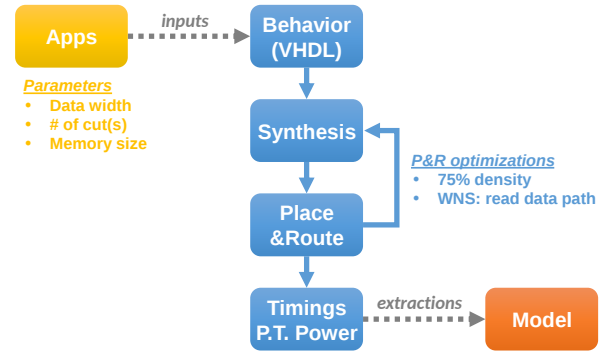 Apps
inputs
Behavior
(VHDL)
Parameters
• Data width
• # of cut(s)
• Memory size
Synthesis
P&R optimizations
• 75% density
• WNS: read data path
Place
&Route
Timings
P.T. Power
extractions
Model